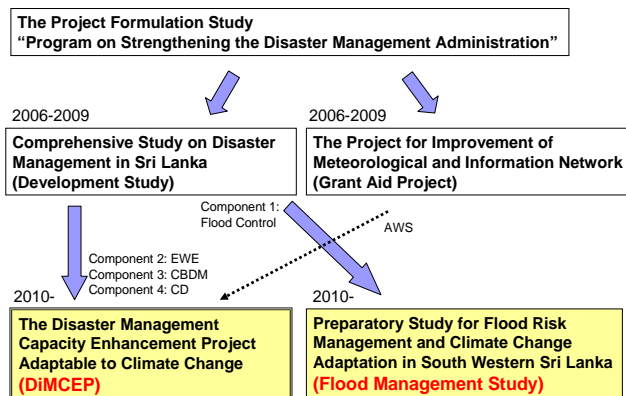 The Project Formulation Study
“Program on Strengthening the Disaster Management Administration”
2006-2009
Comprehensive Study on Disaster
Management in Sri Lanka
(Development Study)
2006-2009
The Project for Improvement of
Meteorological and Information Network
(Grant Aid Project)
Component 1:
Flood Control
AWS
Component 2: EWE
Component 3: CBDM
Component 4: CD
2010-
The Disaster Management
Capacity Enhancement Project
Adaptable to Climate Change
(DiMCEP)
2010-
Preparatory Study for Flood Risk
Management and Climate Change
Adaptation in South Western Sri Lanka
(Flood Management Study)